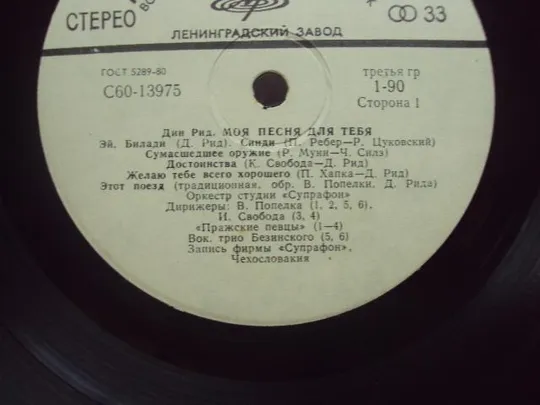 СТЕРЕО
33
ЛЕНИНГРАДСКИЙ ЗАВОД
ГОСТ 5289-80
третья гр
С60-13975
1-90
Сторона 1
Дин Рид. МОЯ ПЕСНЯ ДЛЯ ТЕБЯ
Эй, Билади (Д. Рид). Синди (П. Ребер—Р. Цуковский)
Сумасшедшее оружие (Р. Муни—Ч. Силз)
Достоинства (К. Свобода—Д. Рид)
Желаю тебе всего хорошего (П. Хапка—Д. Рид)
Этот поезд (традиционная, обр. В. Попелки, Д. Рида)
Оркестр студии «Супрафон»
Дирижеры: В. Попелка (1, 2, 5, 6),
И. Свобода (3, 4)
«Пражские певцы» (1—4)
Вок. трио Безинского (5, 6)
Запись фирмы «Супрафон»,
Чехословакия